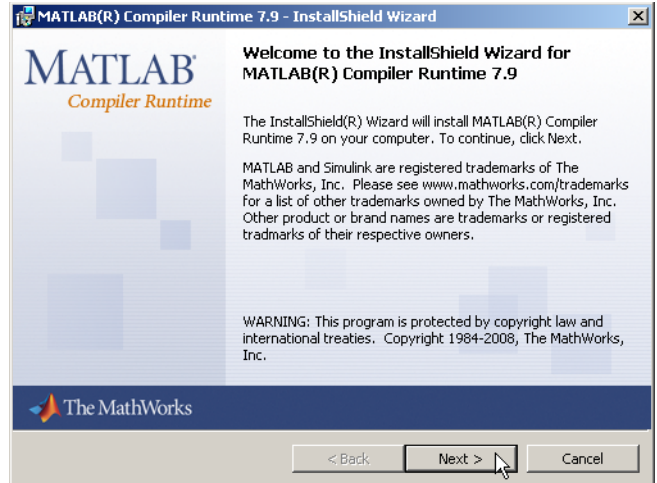 MATLAB(R) Compiler Runtime 7.9 - InstallShield Wizard
MATLAB®
Compiler Runtime
Welcome to the InstallShield Wizard for
MATLAB(R) Compiler Runtime 7.9
The InstallShield(R) Wizard will install MATLAB(R) Compiler
Runtime 7.9 on your computer. To continue, click Next.
MATLAB and Simulink are registered trademarks of The
MathWorks, Inc. Please see www.mathworks.com/trademarks
for a list of other trademarks owned by The MathWorks, Inc.
Other product or brand names are trademarks or registered
tradmarks of their respective owners.
WARNING: This program is protected by copyright law and
international treaties. Copyright 1984-2008, The MathWorks,
Inc.
The MathWorks
< Back
Next >
Cancel